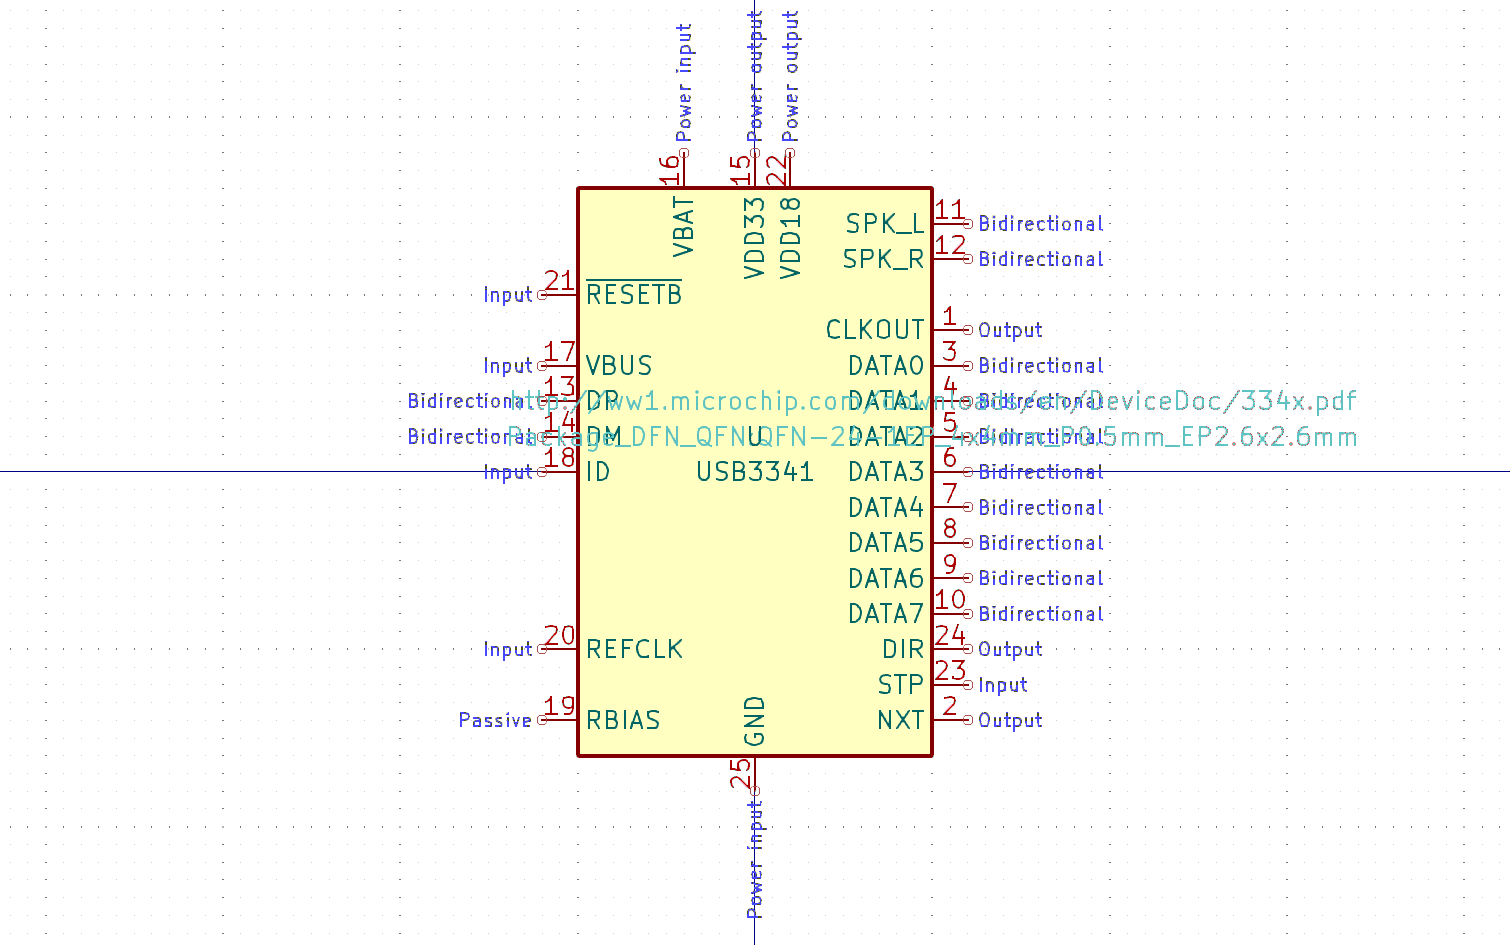 Power input
Power output
Power output
16
15
22
VBAT
VDD33
VDD18
SPK_L 11 Bidirectional
SPK_R 12 Bidirectional
Input 21 RESETB
CLKOUT 1 Output
Input 17 VBUS
DATA0 3 Bidirectional
Bidirectional 13 DP
DATA1 4 Bidirectional
http://ww1.microchip.com/downloads/en/DeviceDoc/334x.pdf
Bidirectional 14 DM
U
DATA2 5 Bidirectional
Package_DFN_QFN:QFN-24-1EP_4x4mm_P0.5mm_EP2.6x2.6mm
Input 18 ID
USB3341
DATA3 6 Bidirectional
DATA4 7 Bidirectional
DATA5 8 Bidirectional
DATA6 9 Bidirectional
DATA7 10 Bidirectional
Input 20 REFCLK
DIR 24 Output
STP 23 Input
Passive 19 RBIAS
NXT 2 Output
GND
25
Power input